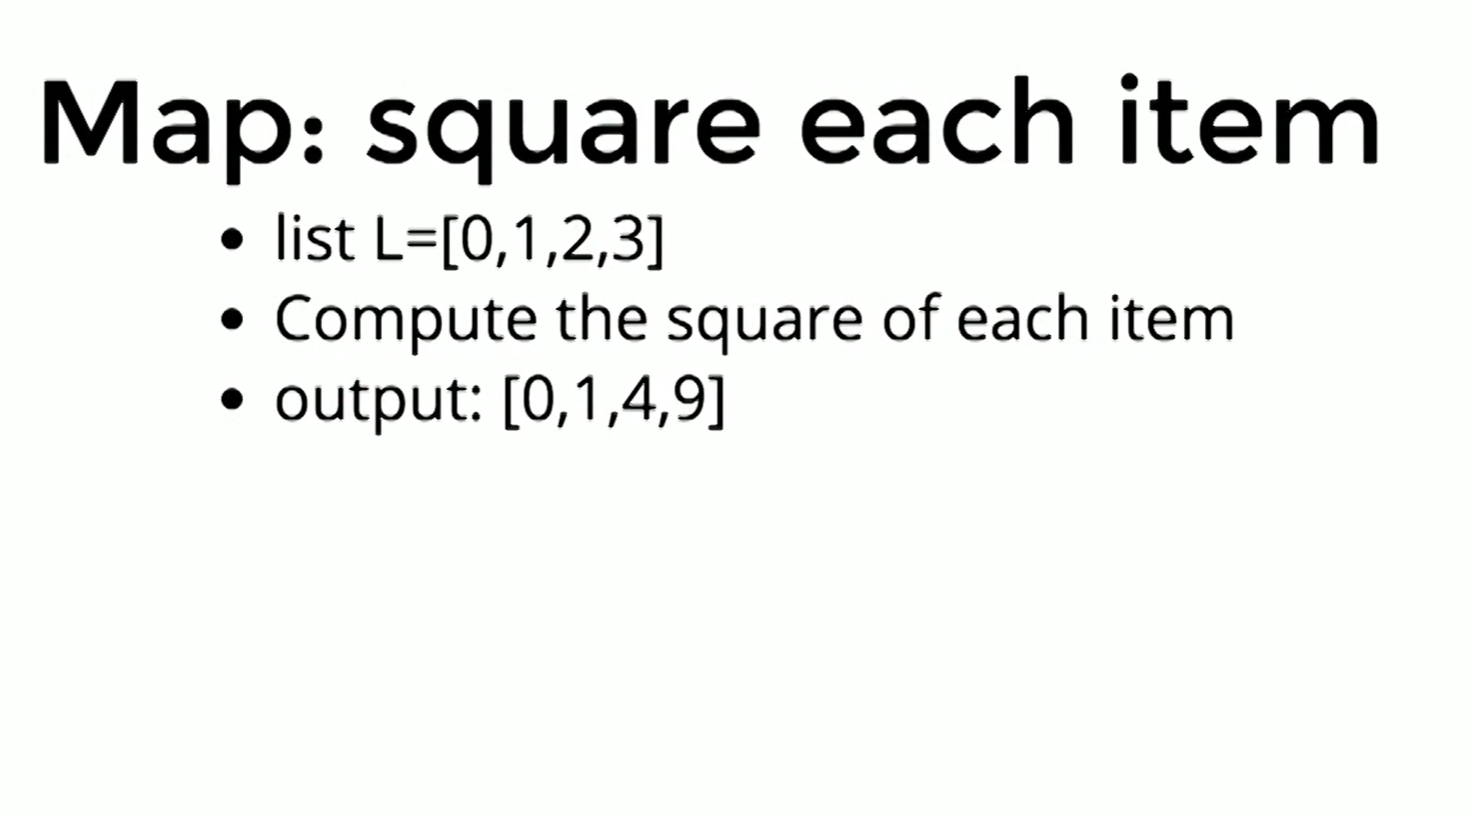 Map: square each item
• list L=[0,1,2,3]
• Compute the square of each item
• output: [0,1,4,9]